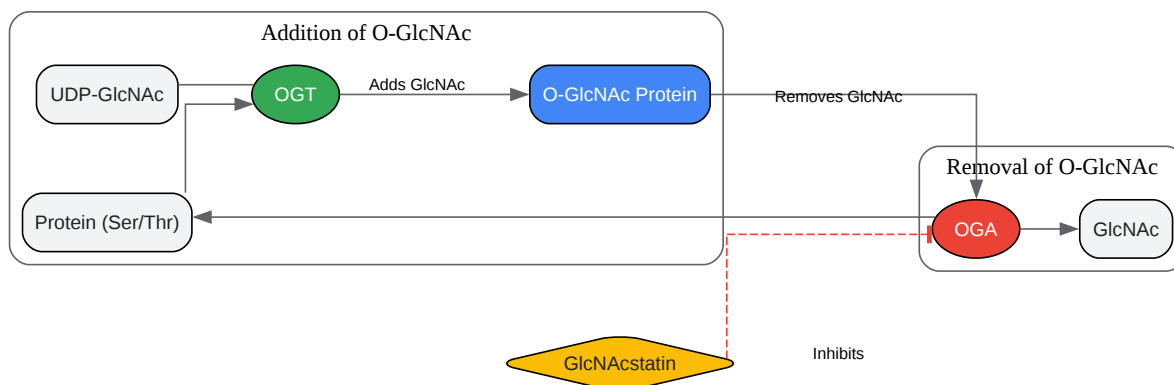 Addition of O-GlcNAc
UDP-GlcNAc
OGT
Adds GlcNAc
O-GlcNAc Protein
Removes GlcNAc
Protein (Ser/Thr)
Removal of O-GlcNAc
OGA
GlcNAc
GlcNAcstatin
Inhibits